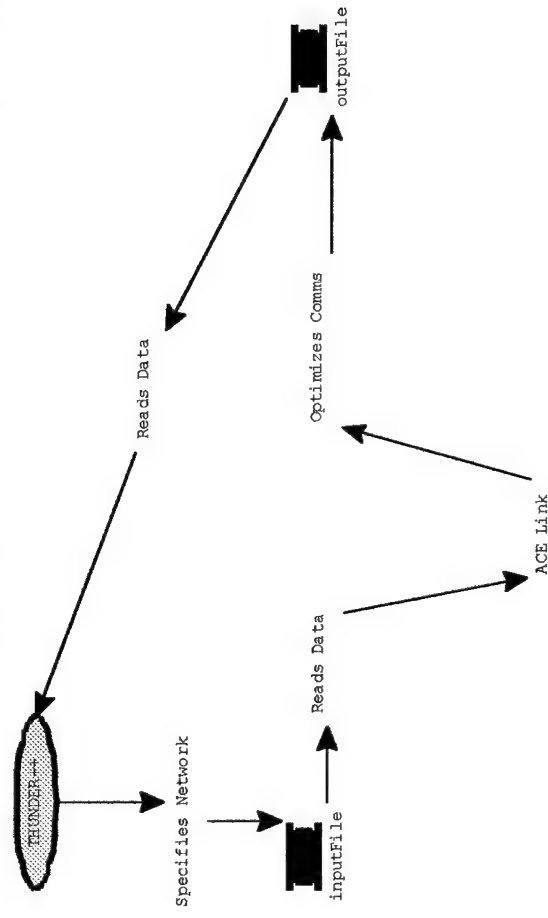 THUNDER++
Specifies Network
inputFile
Reads Data
ACE Link
Optimizes Comms
outputFile
Reads Data